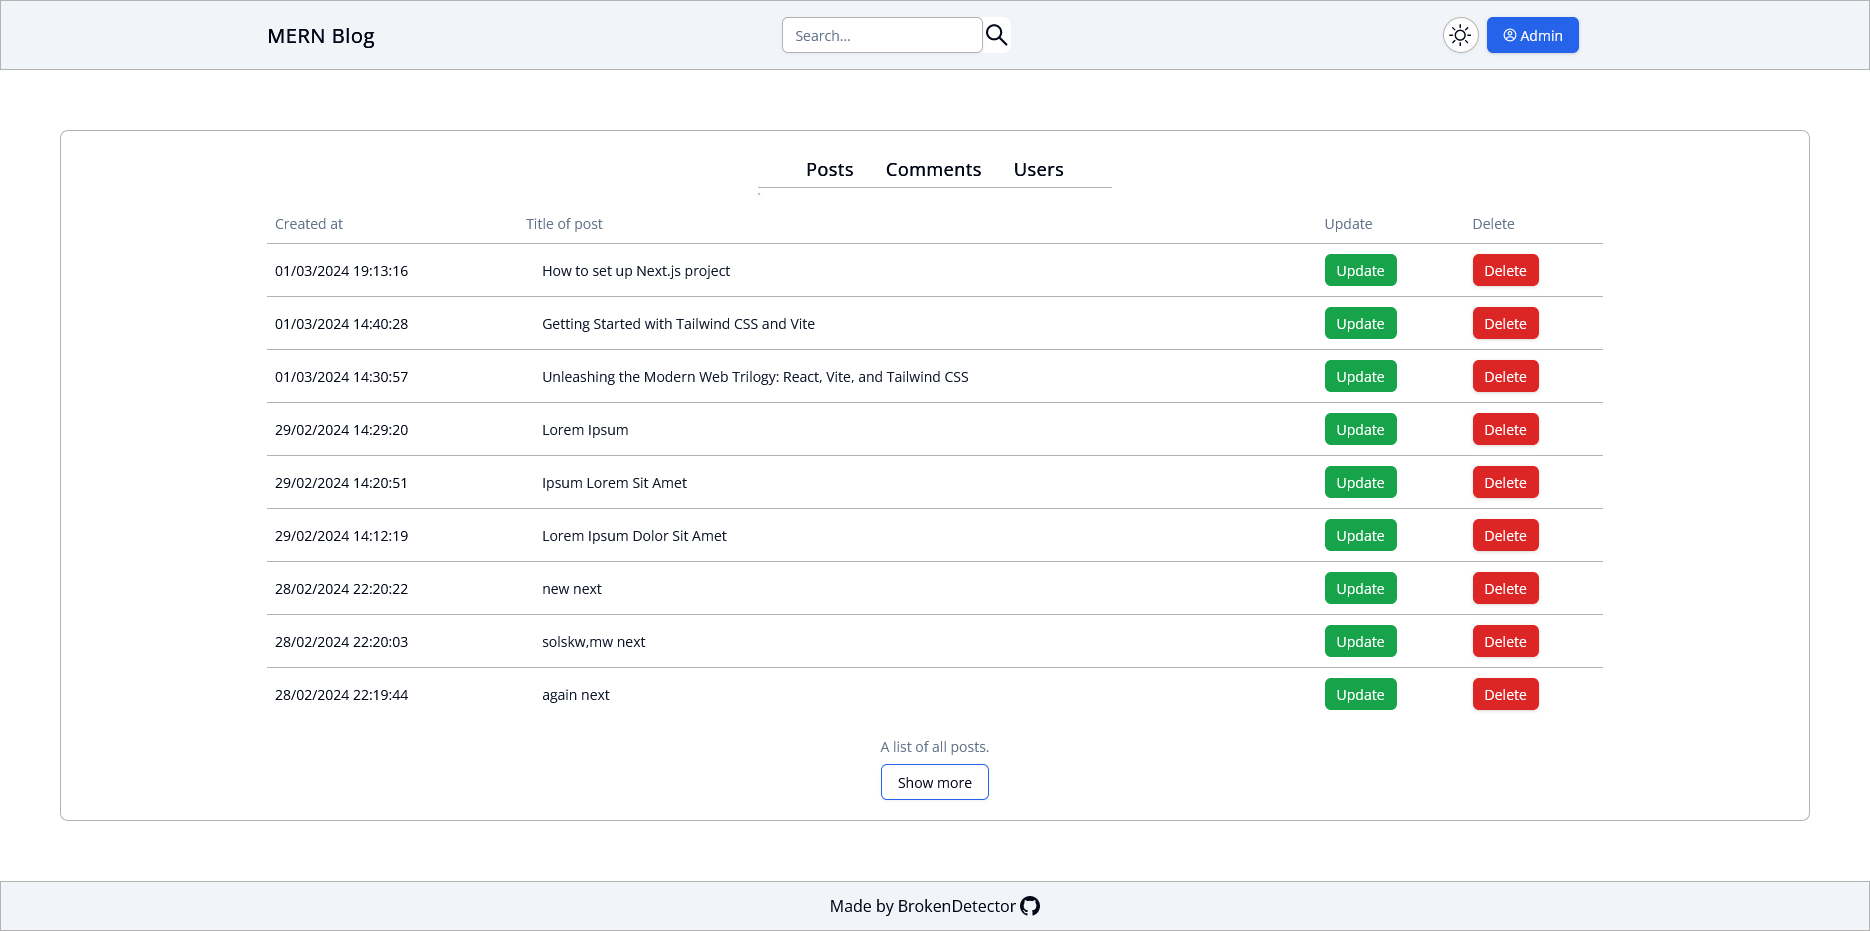 MERN Blog Search... Admin
Posts Comments Users
Created at Title of post Update Delete
01/03/2024 19:13:16 How to set up Next.js project Update Delete
01/03/2024 14:40:28 Getting Started with Tailwind CSS and Vite Update Delete
01/03/2024 14:30:57 Unleashing the Modern Web Trilogy: React, Vite, and Tailwind CSS Update Delete
29/02/2024 14:29:20 Lorem Ipsum Update Delete
29/02/2024 14:20:51 Ipsum Lorem Sit Amet Update Delete
29/02/2024 14:12:19 Lorem Ipsum Dolor Sit Amet Update Delete
28/02/2024 22:20:22 new next Update Delete
28/02/2024 22:20:03 solskw,mw next Update Delete
28/02/2024 22:19:44 again next Update Delete
A list of all posts.
Show more
Made by BrokenDetector